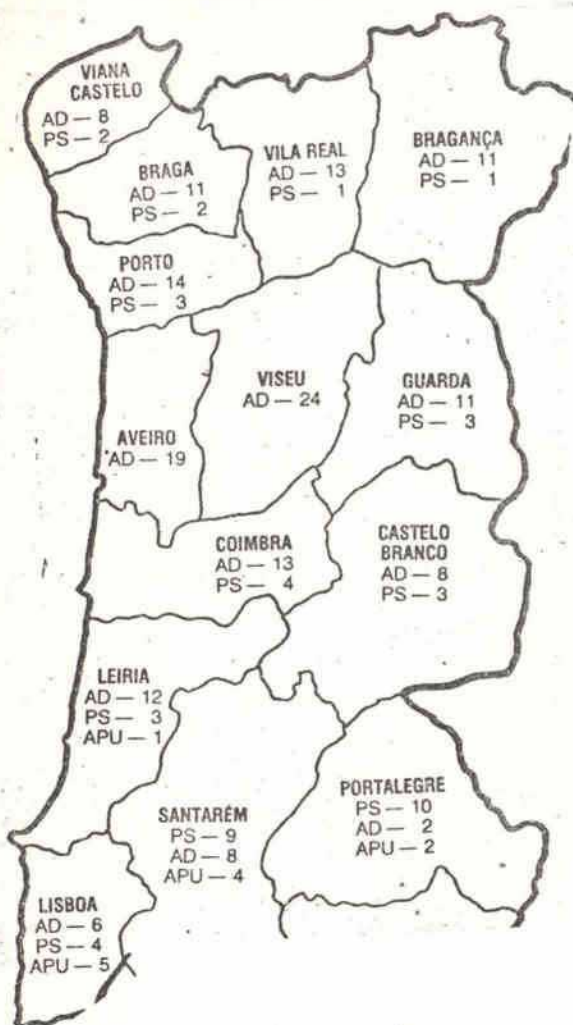 VIANA
CASTELO
AD — 8
PS — 2
BRAGA
AD — 11
PS — 2
VILA REAL
AD — 13
PS — 1
BRAGANÇA
AD — 11
PS — 1
PORTO
AD — 14
PS — 3
AVEIRO
AD — 19
VISEU
AD — 24
GUARDA
AD — 11
PS — 3
COIMBRA
AD — 13
PS — 4
CASTELO
BRANCO
AD — 8
PS — 3
LEIRIA
AD — 12
PS — 3
APU — 1
SANTARÉM
PS — 9
AD — 8
APU — 4
PORTALEGRE
PS — 10
AD — 2
APU — 2
LISBOA
AD — 6
PS — 4
APU — 5